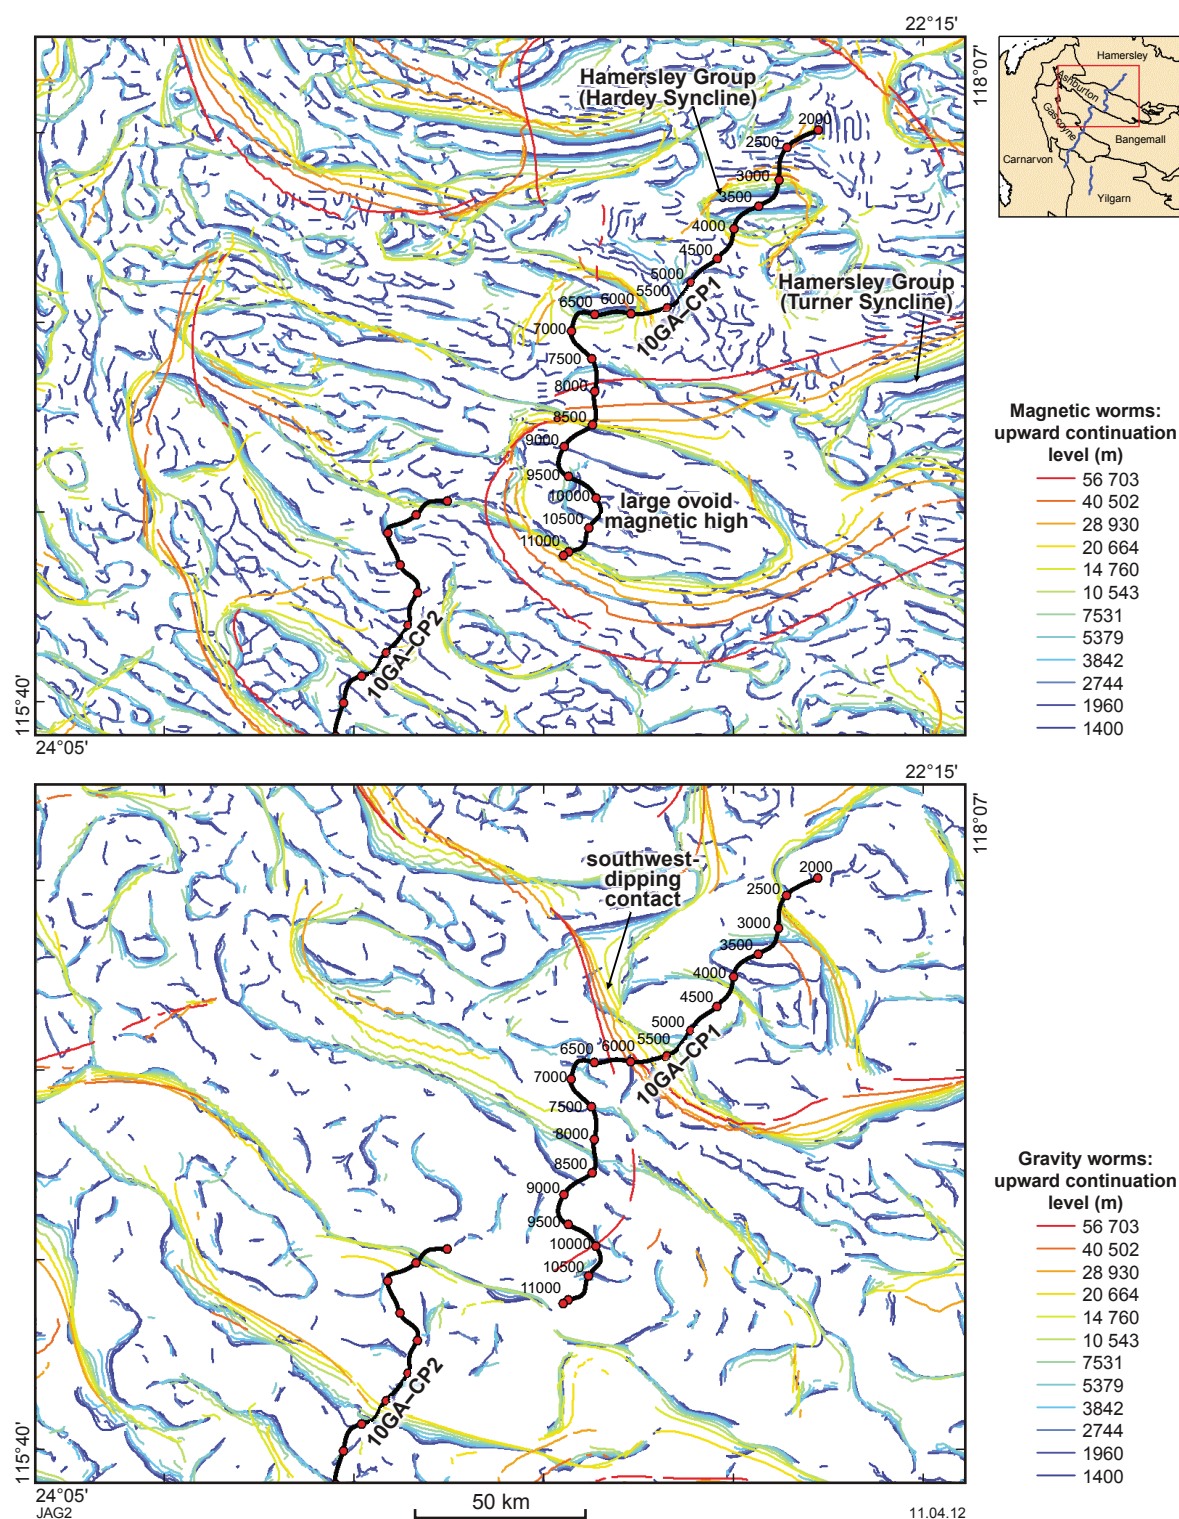 22°15'
118°07'
Hamersley Group
(Hardey Syncline)
2000
2500
3000
3500
4000
4500
5000
5500
6000
6500
7000
7500
8000
8500
9000
9500
10000
10500
11000
10GA–CP1
Hamersley Group
(Turner Syncline)
large ovoid
magnetic high
10GA–CP2
115°40'
24°05'
Hamersley
Ashburton
Gascoyne
Bangemall
Carnarvon
Yilgarn
Magnetic worms:
upward continuation
level (m)
56 703
40 502
28 930
20 664
14 760
10 543
7531
5379
3842
2744
1960
1400
22°15'
118°07'
southwest-
dipping
contact
2000
2500
3000
3500
4000
4500
5000
5500
6000
6500
7000
7500
8000
8500
9000
9500
10000
10500
11000
10GA–CP1
10GA–CP2
115°40'
24°05'
Gravity worms:
upward continuation
level (m)
56 703
40 502
28 930
20 664
14 760
10 543
7531
5379
3842
2744
1960
1400
JAG2
50 km
11.04.12